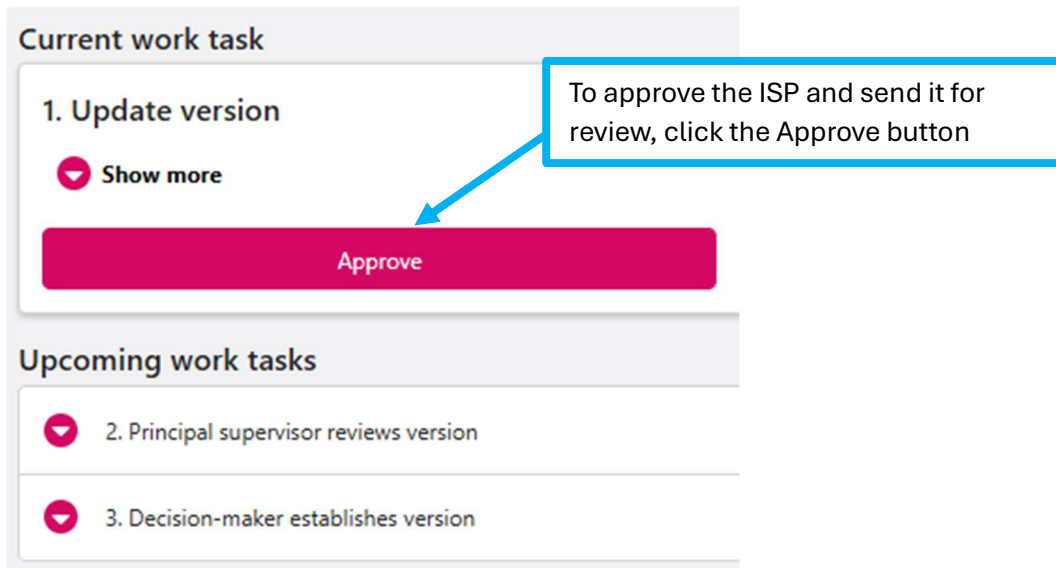 Current work task
1. Update version
To approve the ISP and send it for
review, click the Approve button
Show more
Approve
Upcoming work tasks
2. Principal supervisor reviews version
3. Decision-maker establishes version